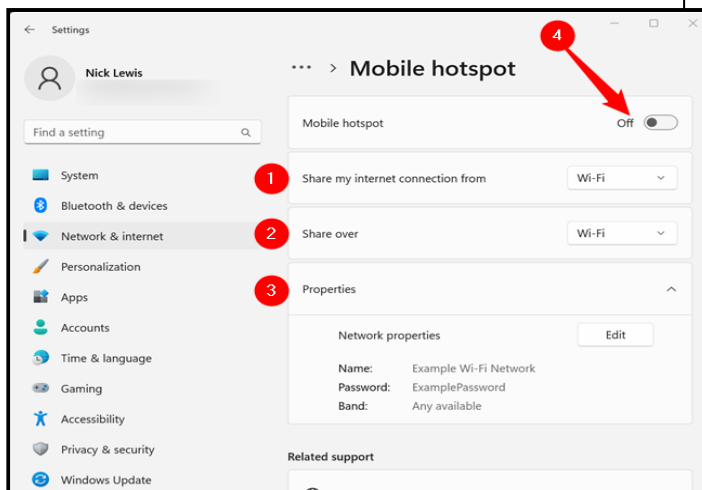 Settings
4
Nick Lewis
... > Mobile hotspot
Find a setting
Mobile hotspot
Off
System
1
Share my internet connection from
Wi-Fi
Bluetooth & devices
Network & internet
2
Share over
Wi-Fi
Personalization
Apps
3
Properties
Accounts
Network properties
Edit
Time & language
Name:
Example Wi-Fi Network
Gaming
Password:
ExamplePassword
Band:
Any available
Accessibility
Privacy & security
Related support
Windows Update